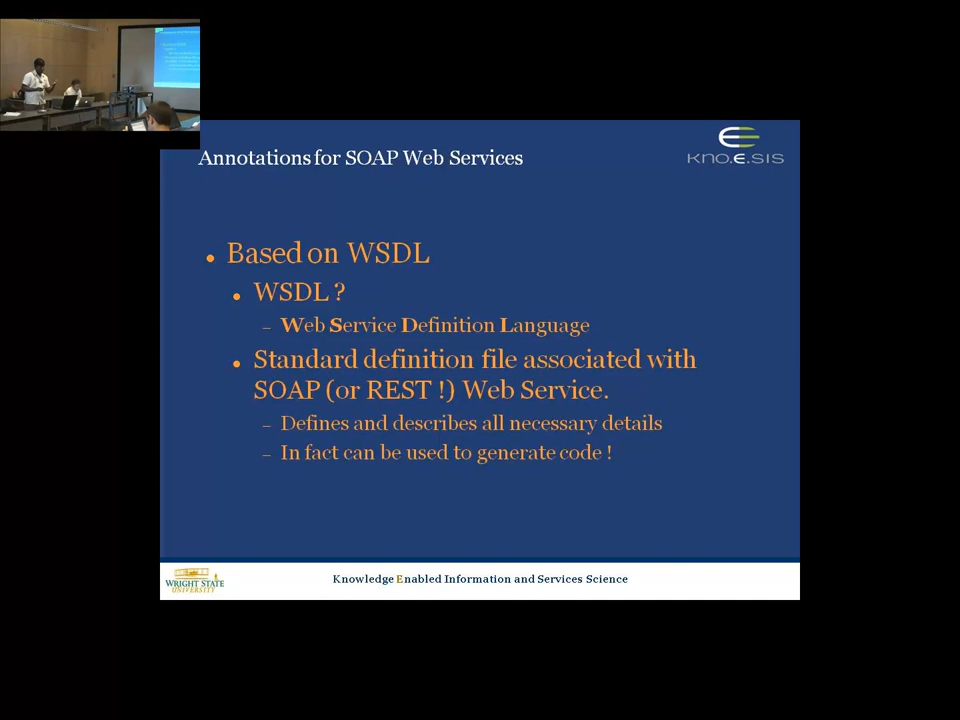 Annotations for SOAP Web Services
kno.e.sis
Based on WSDL
WSDL ?
– Web Service Definition Language
Standard definition file associated with
SOAP (or REST !) Web Service.
– Defines and describes all necessary details
– In fact can be used to generate code !
WRIGHT STATE
UNIVERSITY
Knowledge Enabled Information and Services Science